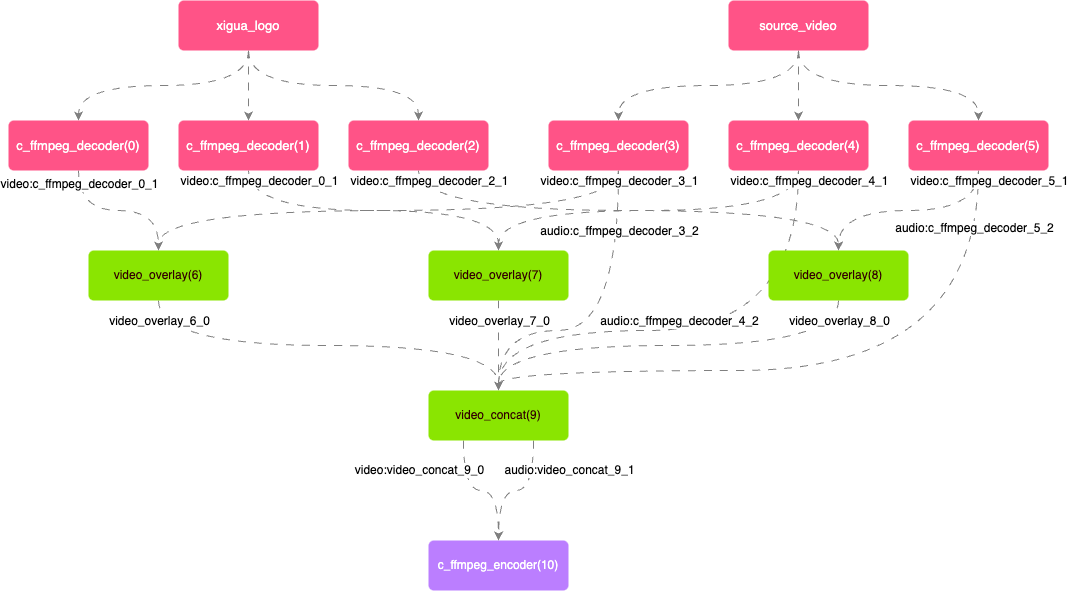 xigua_logo
source_video
c_ffmpeg_decoder(0)
c_ffmpeg_decoder(1)
c_ffmpeg_decoder(2)
c_ffmpeg_decoder(3)
c_ffmpeg_decoder(4)
c_ffmpeg_decoder(5)
video:c_ffmpeg_decoder_0_1
video:c_ffmpeg_decoder_0_1
video:c_ffmpeg_decoder_2_1
video:c_ffmpeg_decoder_3_1
video:c_ffmpeg_decoder_4_1
video:c_ffmpeg_decoder_5_1
audio:c_ffmpeg_decoder_3_2
audio:c_ffmpeg_decoder_5_2
video_overlay(6)
video_overlay(7)
video_overlay(8)
video_overlay_6_0
video_overlay_7_0
audio:c_ffmpeg_decoder_4_2
video_overlay_8_0
video_concat(9)
video:video_concat_9_0
audio:video_concat_9_1
c_ffmpeg_encoder(10)